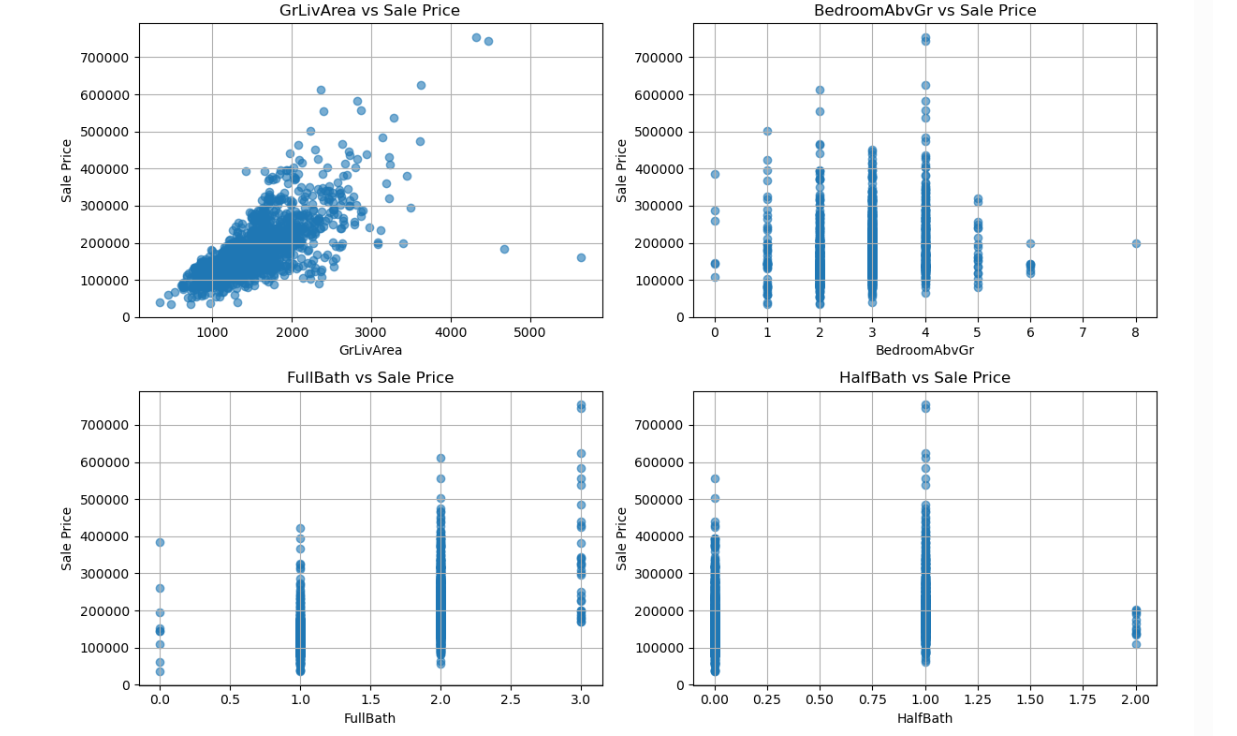 GrLivArea vs Sale Price
Sale Price
700000
600000
500000
400000
300000
200000
100000
0
1000 2000 3000 4000 5000
GrLivArea
BedroomAbvGr vs Sale Price
Sale Price
700000
600000
500000
400000
300000
200000
100000
0
0 1 2 3 4 5 6 7 8
BedroomAbvGr
FullBath vs Sale Price
Sale Price
700000
600000
500000
400000
300000
200000
100000
0
0.0 0.5 1.0 1.5 2.0 2.5 3.0
FullBath
HalfBath vs Sale Price
Sale Price
700000
600000
500000
400000
300000
200000
100000
0
0.00 0.25 0.50 0.75 1.00 1.25 1.50 1.75 2.00
HalfBath